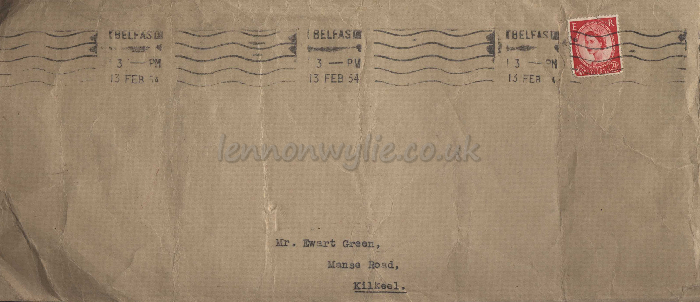 BELFAST BELFAST BELFAST
3 — PM 3 — PM 3 — PM
13 FEB 54 13 FEB 54 13 FEB
E R
lennonwylie.co.uk
Mr. Ewart Green,
Manse Road,
Kilkeel.